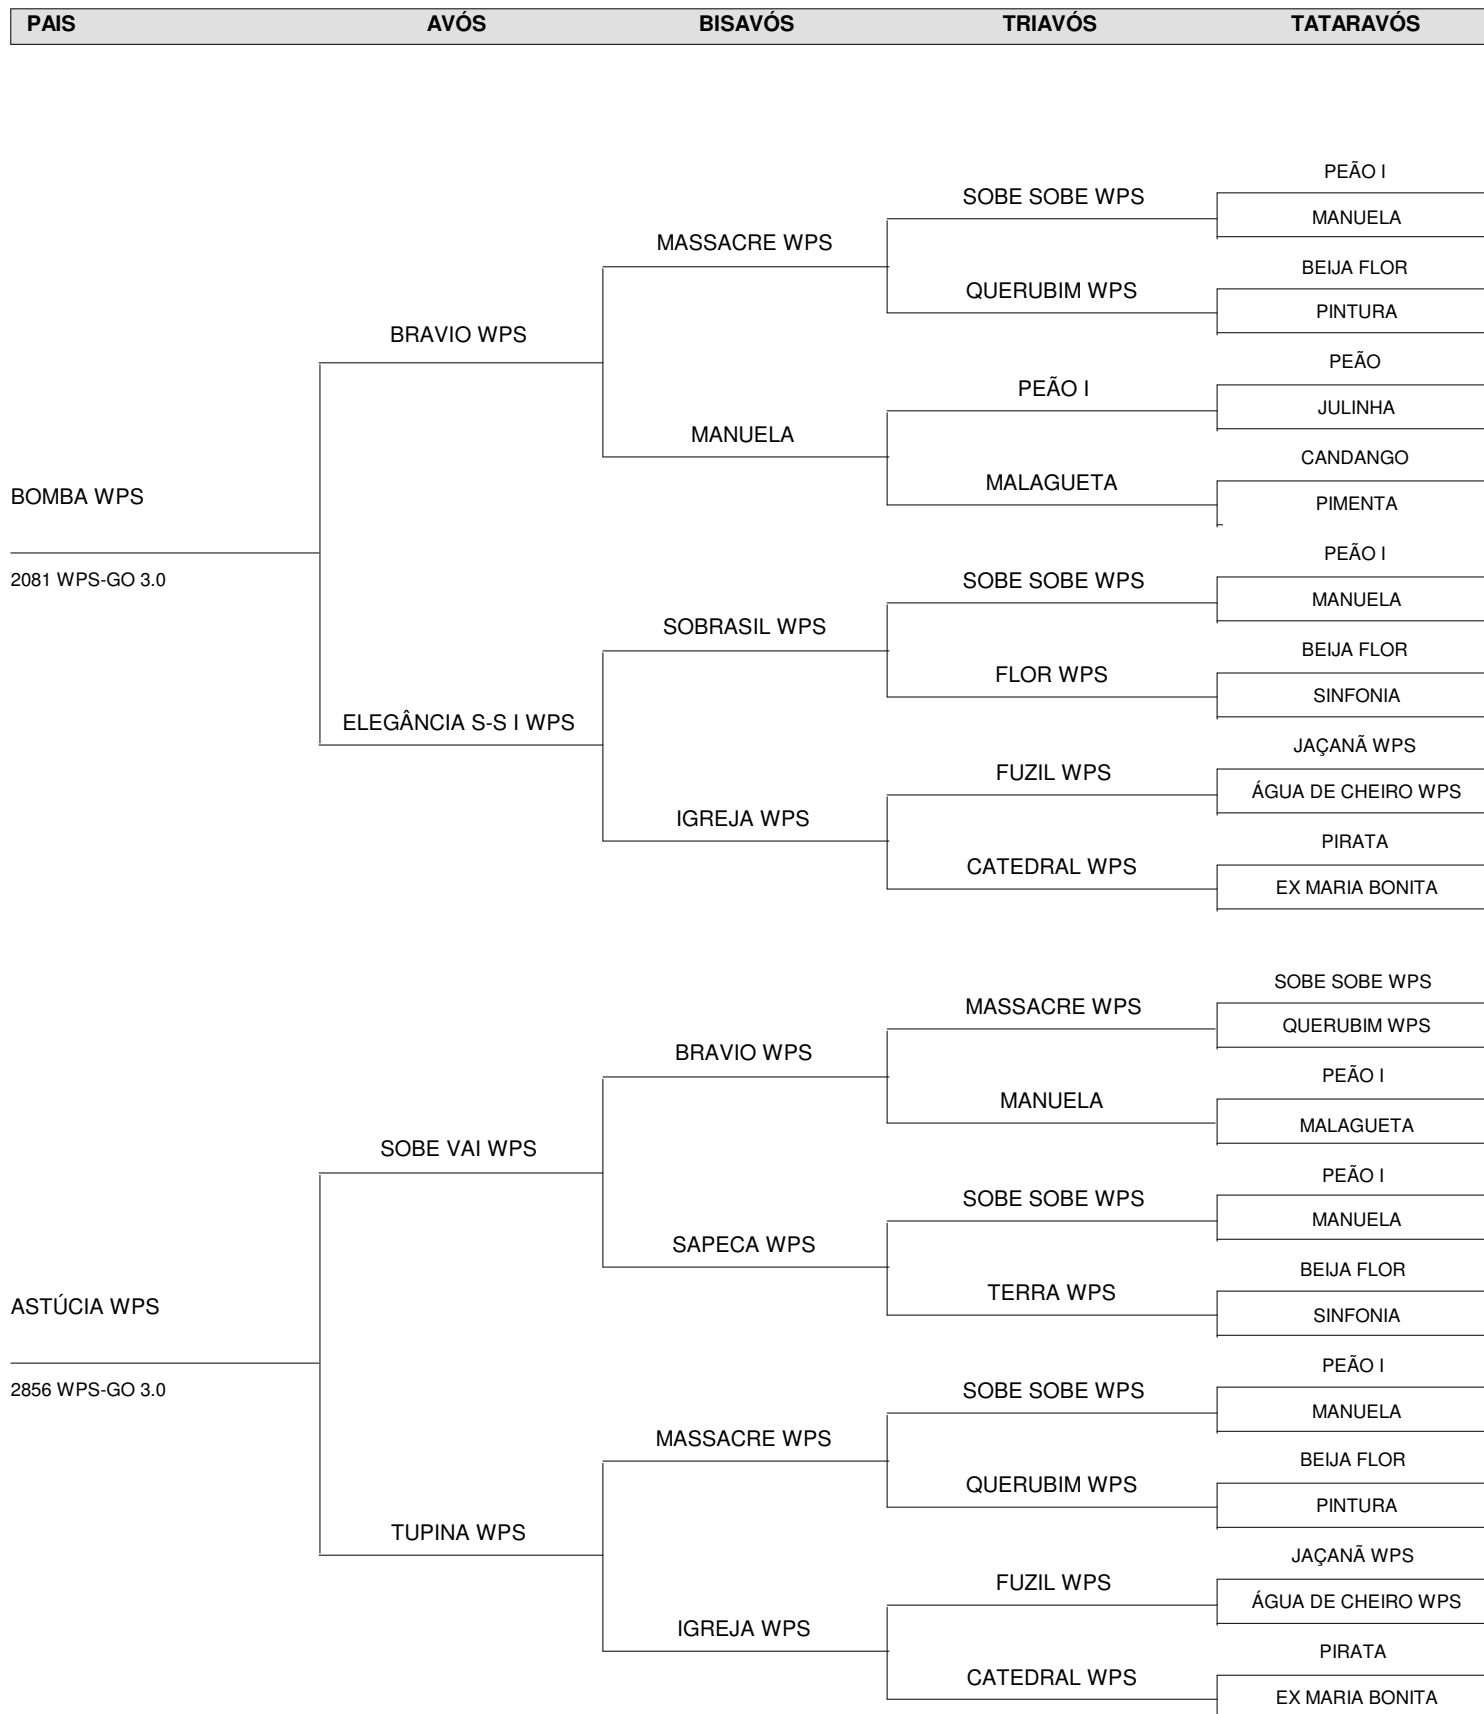 PAIS AVÓS BISAVÓS TRIAVÓS TATARAVÓS
PEÃO I
SOBE SOBE WPS
MANUELA
MASSACRE WPS
BEIJA FLOR
QUERUBIM WPS
PINTURA
BRAVIO WPS
PEÃO
PEÃO I
JULINHA
MANUELA
CANDANGO
MALAGUETA
BOMBA WPS
PIMENTA
PEÃO I
2081 WPS-GO 3.0
SOBE SOBE WPS
MANUELA
SOBRASIL WPS
BEIJA FLOR
FLOR WPS
SINFONIA
ELEGÂNCIA S-S I WPS
JAÇANÃ WPS
FUZIL WPS
ÁGUA DE CHEIRO WPS
IGREJA WPS
PIRATA
CATEDRAL WPS
EX MARIA BONITA
SOBE SOBE WPS
MASSACRE WPS
QUERUBIM WPS
BRAVIO WPS
PEÃO I
MANUELA
MALAGUETA
SOBE VAI WPS
PEÃO I
SOBE SOBE WPS
MANUELA
SAPECA WPS
BEIJA FLOR
TERRA WPS
ASTÚCIA WPS
SINFONIA
PEÃO I
2856 WPS-GO 3.0
SOBE SOBE WPS
MANUELA
MASSACRE WPS
BEIJA FLOR
QUERUBIM WPS
PINTURA
TUPINA WPS
JAÇANÃ WPS
FUZIL WPS
ÁGUA DE CHEIRO WPS
IGREJA WPS
PIRATA
CATEDRAL WPS
EX MARIA BONITA